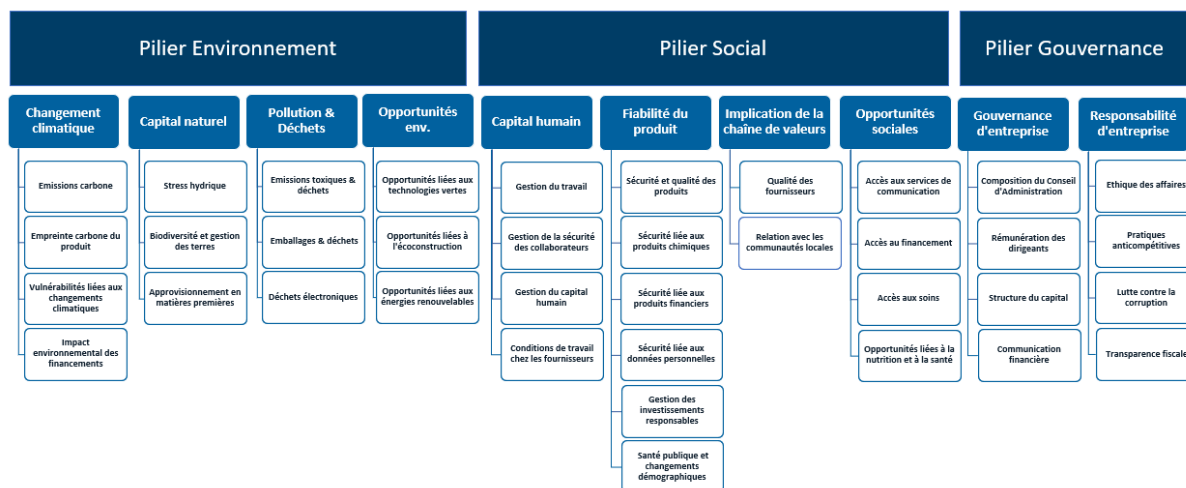 Pilier Environnement
Pilier Social
Pilier Gouvernance
Changement
climatique
Capital naturel
Pollution &
Déchets
Opportunités
env.
Capital humain
Fiabilité du
produit
Implication de la
chaîne de valeurs
Opportunités
sociales
Gouvernance
d'entreprise
Responsabilité
d'entreprise
Emissions carbone
Empreinte carbone du
produit
Vulnérabilités liées aux
changements
climatiques
Impact
environnemental des
financements
Stress hydrique
Biodiversité et gestion
des terres
Approvisionnement en
matières premières
Emissions toxiques &
déchets
Emballages & déchets
Déchets électroniques
Opportunités liées aux
technologies vertes
Opportunités liées à
l'écoconstruction
Opportunités liées aux
énergies renouvelables
Gestion du travail
Gestion de la sécurité
des collaborateurs
Gestion du capital
humain
Conditions de travail
chez les fournisseurs
Sécurité et qualité des
produits
Sécurité liée aux
produits chimiques
Sécurité liée aux
produits financiers
Sécurité liée aux
données personnelles
Gestion des
investissements
responsables
Santé publique et
changements
démographiques
Qualité des
fournisseurs
Relation avec les
communautés locales
Accès aux services de
communication
Accès au financement
Accès aux soins
Opportunités liées à la
nutrition et à la santé
Composition du Conseil
d'Administration
Rémunération des
dirigeants
Structure du capital
Communication
financière
Ethique des affaires
Pratiques
anticompétitives
Lutte contre la
corruption
Transparence fiscale